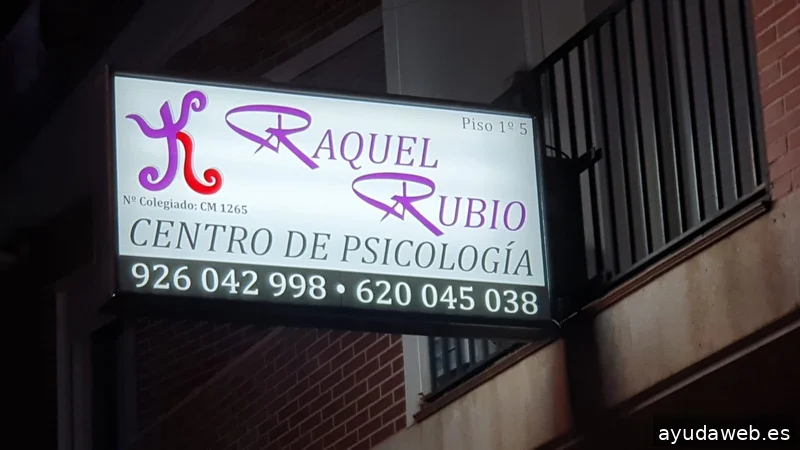 Piso 1º 5
RAQUEL
RUBIO
Nº Colegiado: CM 1265
CENTRO DE PSICOLOGÍA
926 042 998 • 620 045 038
ayudaweb.es